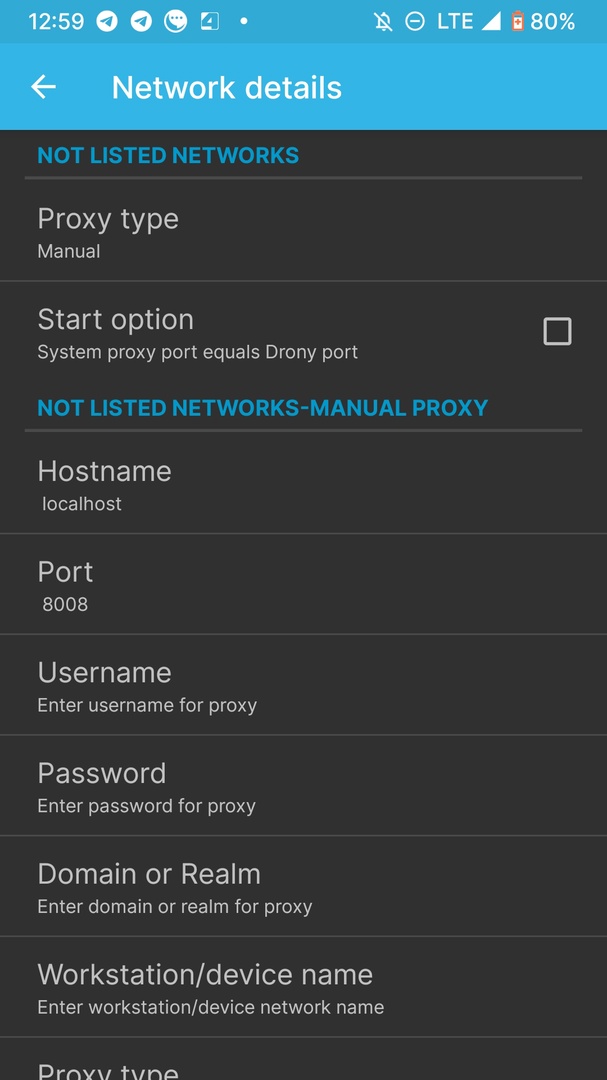 12:59 LTE 80%
Network details
NOT LISTED NETWORKS
Proxy type
Manual
Start option
System proxy port equals Drony port
NOT LISTED NETWORKS-MANUAL PROXY
Hostname
localhost
Port
8008
Username
Enter username for proxy
Password
Enter password for proxy
Domain or Realm
Enter domain or realm for proxy
Workstation/device name
Enter workstation/device network name
Proxy type